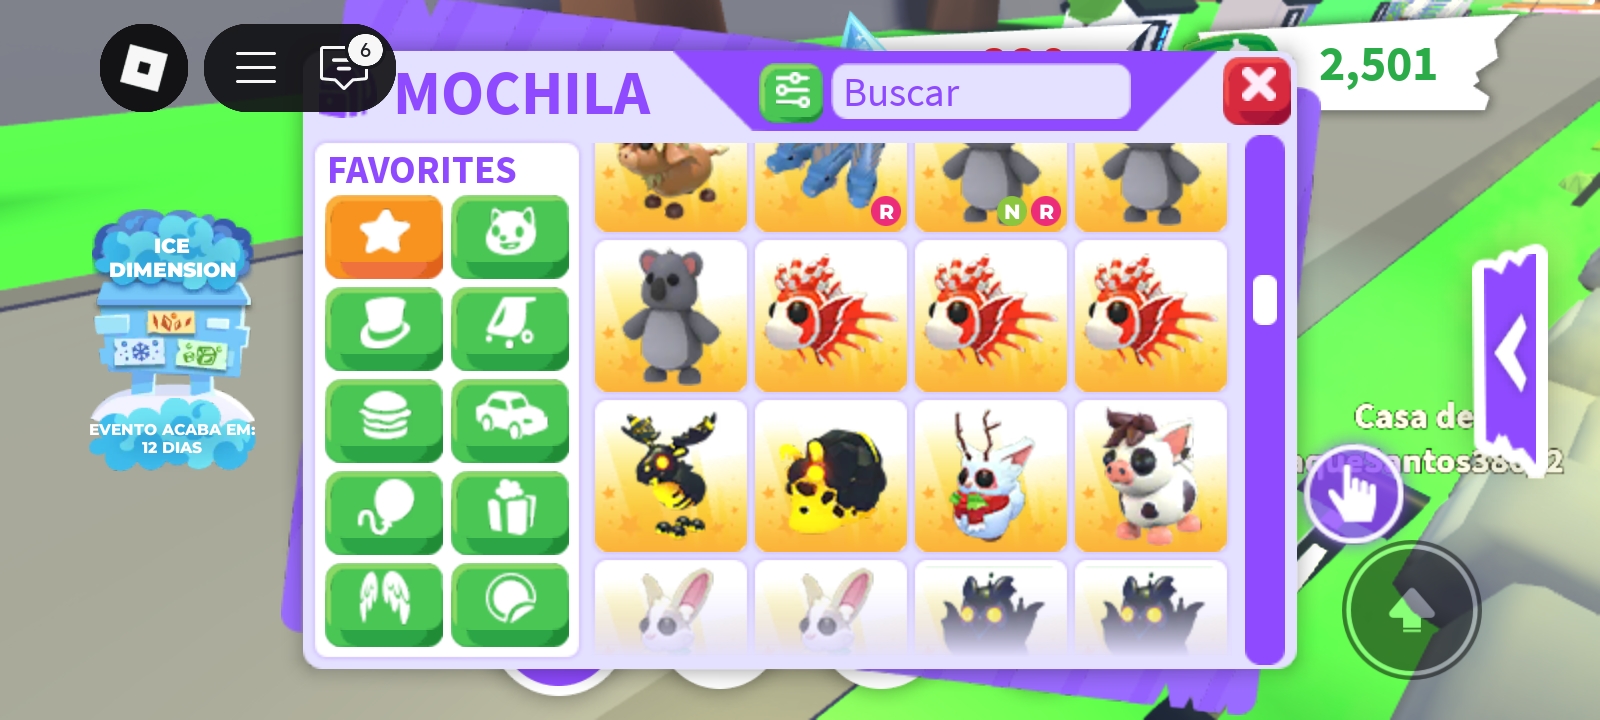 6
MOCHILA
Buscar
2,501
FAVORITES
R
N R
ICE
DIMENSION
EVENTO ACABA EM:
12 DIAS
Casa de